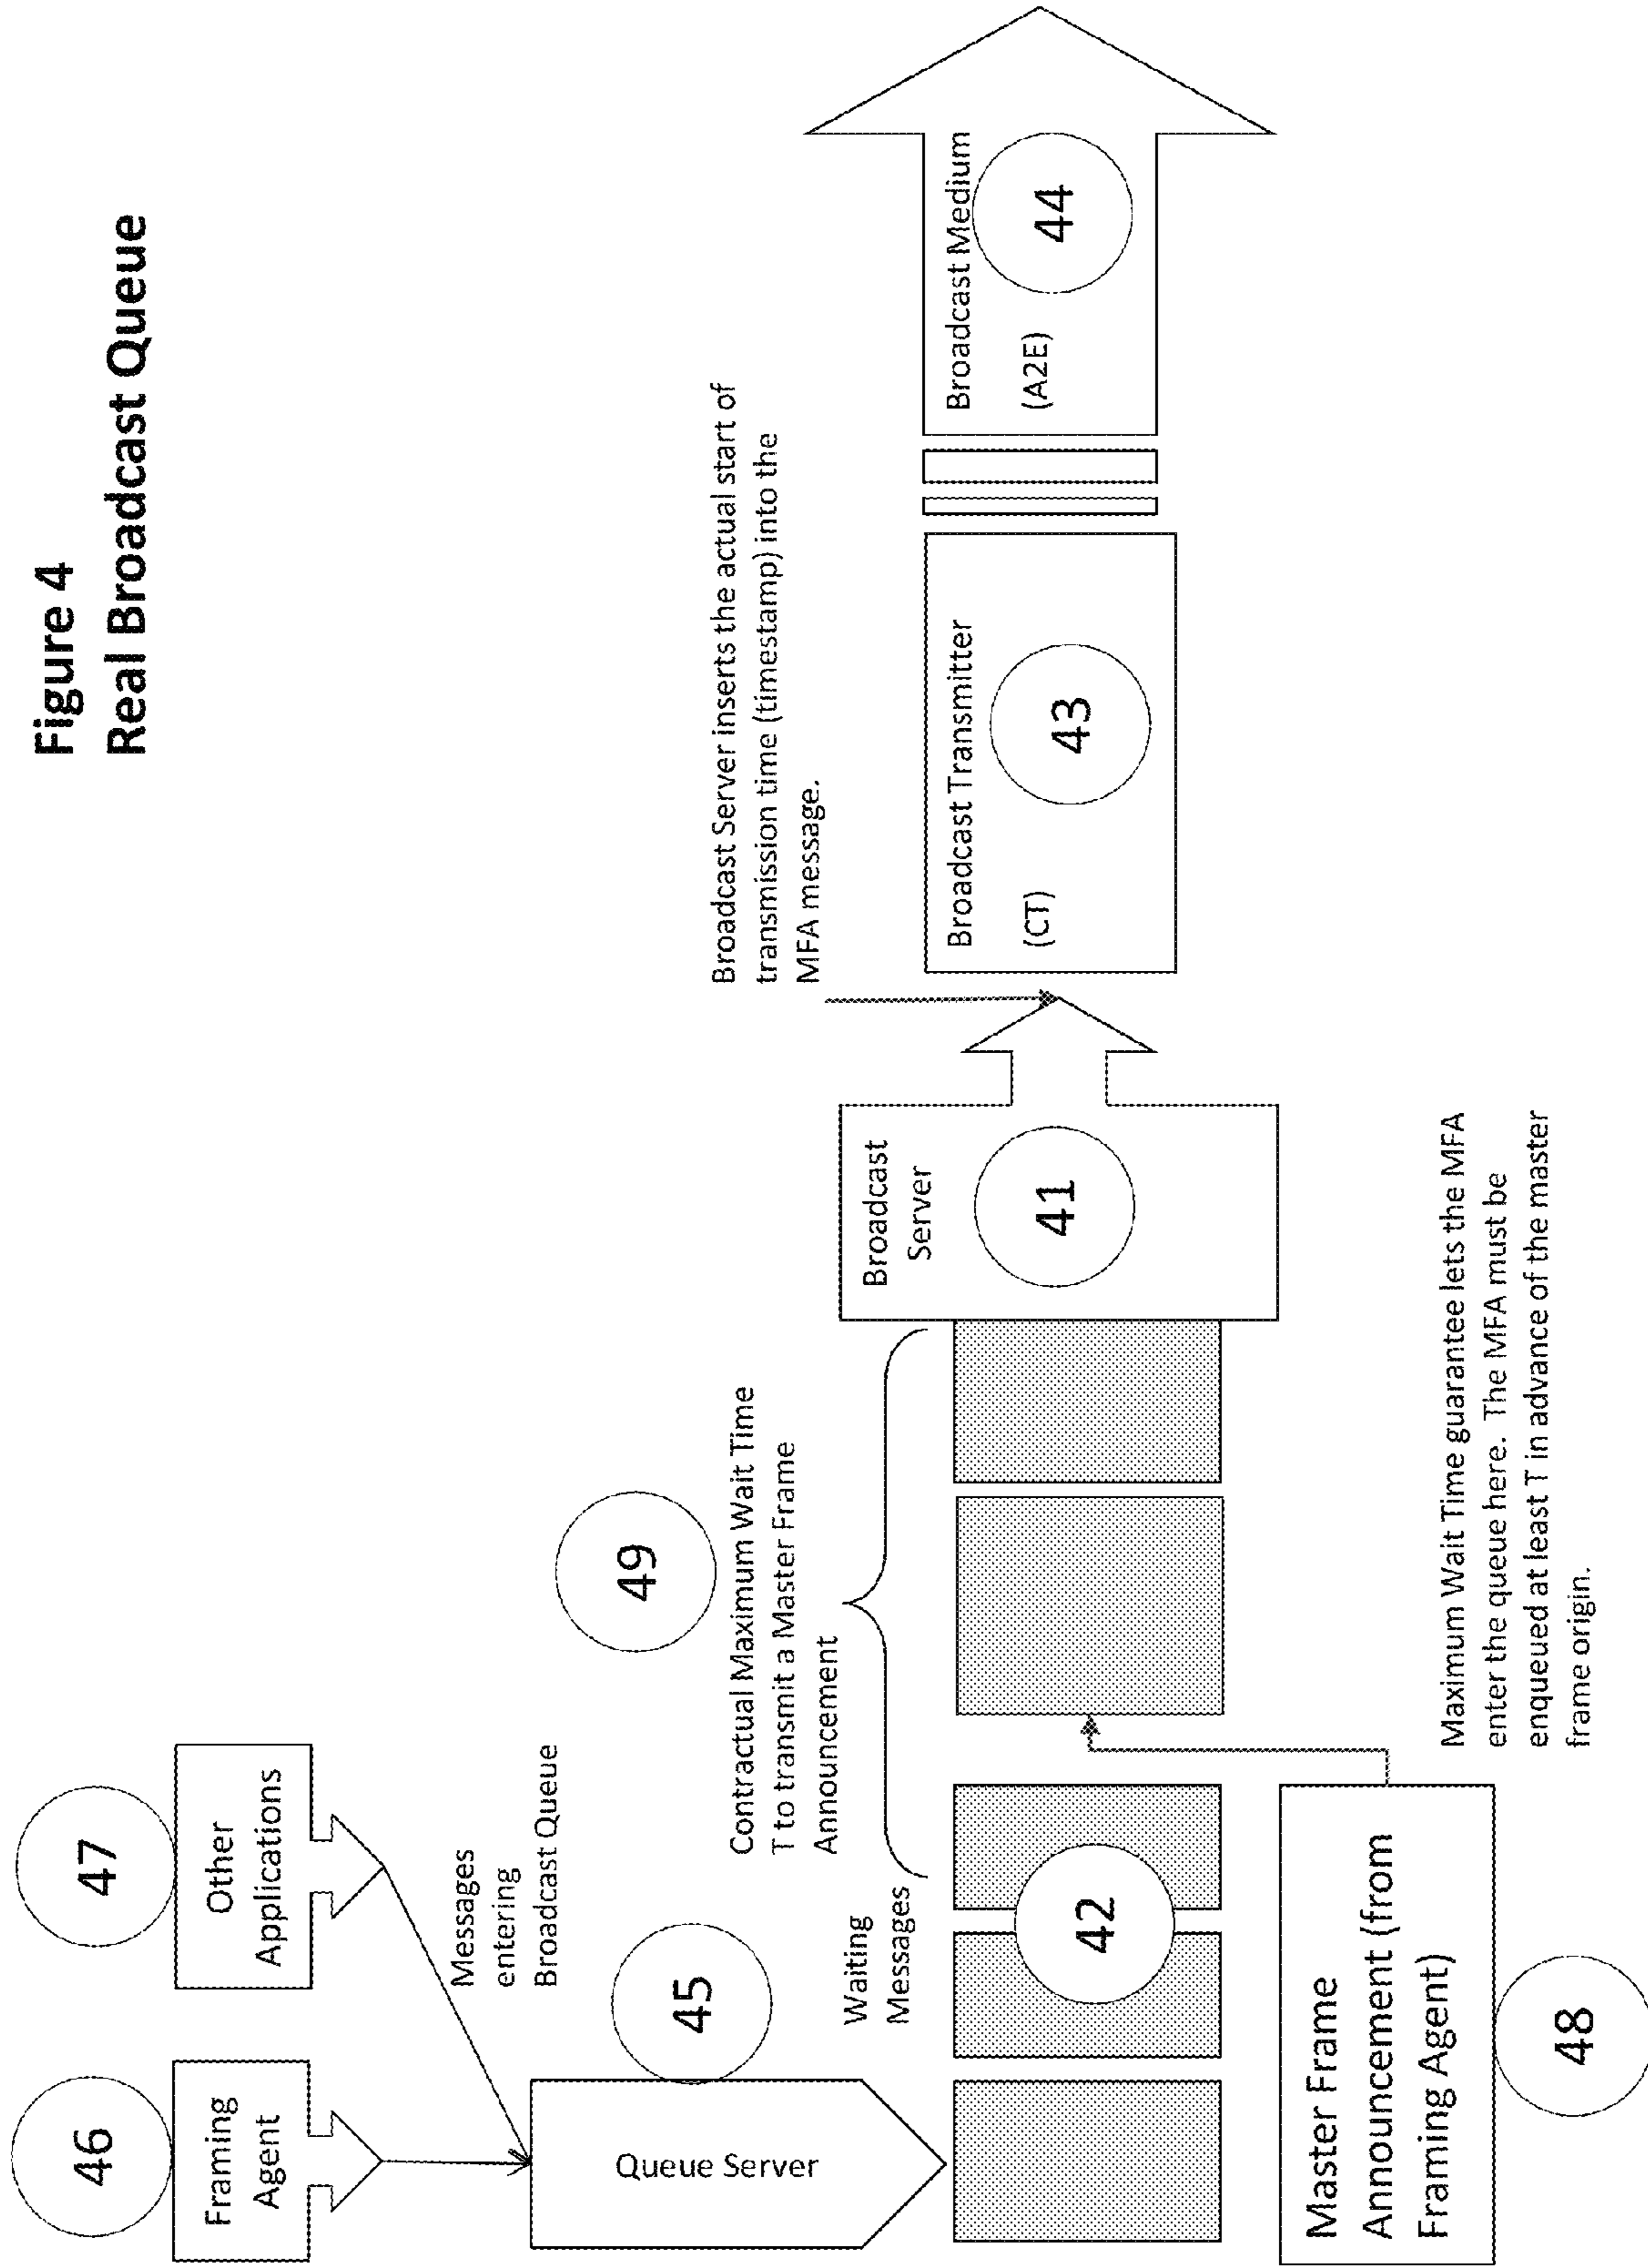 Figure 4
Real Broadcast Queue
46
Framing
Agent
47
Other
Applications
Messages
entering
Broadcast Queue
45
Queue Server
49
Contractual Maximum Wait Time
T to transmit a Master Frame
Announcement
Waiting
Messages
42
Broadcast
Server
41
Broadcast Server inserts the actual start of
transmission time (timestamp) into the
MFA message.
Broadcast Transmitter
(CT)
43
Broadcast Medium
(A2E)
44
Master Frame
Announcement (from
Framing Agent)
48
Maximum Wait Time guarantee lets the MFA
enter the queue here. The MFA must be
enqueued at least T in advance of the master
frame origin.